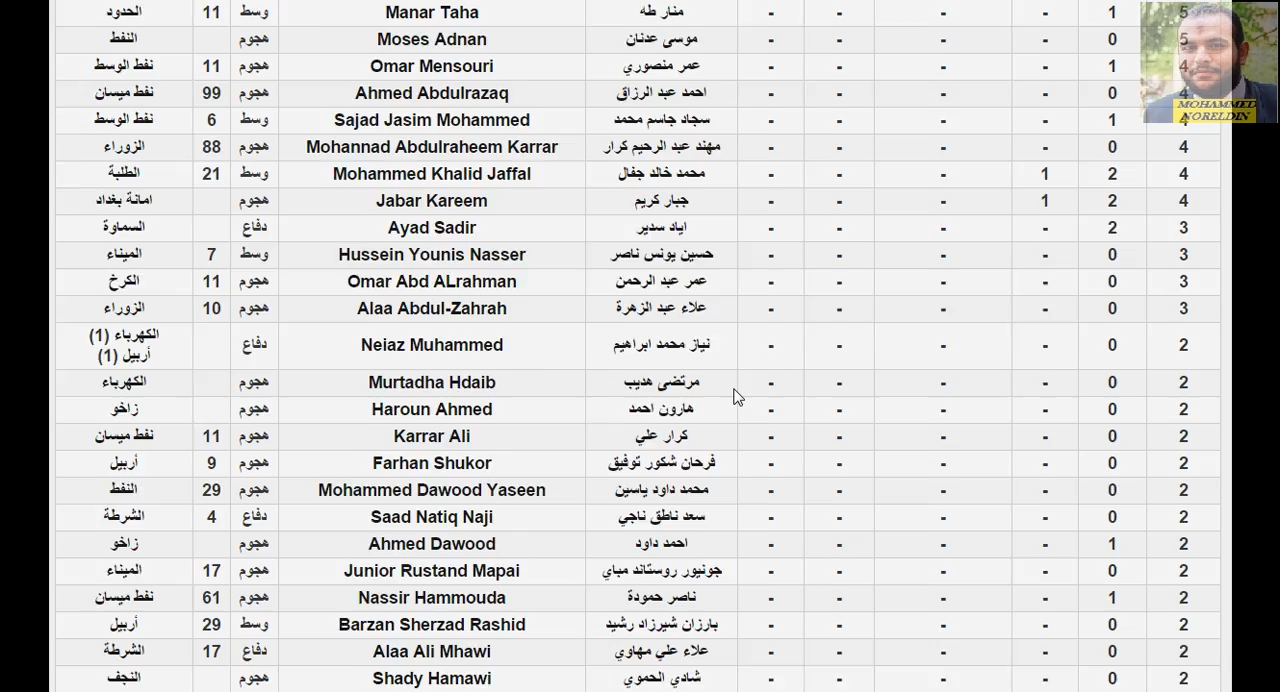 الحدود 11 وسط Manar Taha منار طه - - - - 1 5
النفط هجوم Moses Adnan موسى عدنان - - - - 0 5
نفط الوسط 11 هجوم Omar Mensouri عمر منصوري - - - - 1 4
نفط ميسان 99 هجوم Ahmed Abdulrazaq احمد عبد الرزاق - - - - 0 4
نفط الوسط 6 وسط Sajad Jasim Mohammed سجاد جاسم محمد - - - - 1 4
الزوراء 88 هجوم Mohannad Abdulraheem Karrar مهند عبد الرحيم كرار - - - - 0 4
الطلبة 21 وسط Mohammed Khalid Jaffal محمد خالد جفال - - - 1 2 4
امانة بغداد هجوم Jabar Kareem جبار كريم - - - 1 2 4
السماوة دفاع Ayad Sadir اياد سدير - - - - 2 3
الميناء 7 وسط Hussein Younis Nasser حسين يونس ناصر - - - - 0 3
الكرخ 11 هجوم Omar Abd ALrahman عمر عبد الرحمن - - - - 0 3
الزوراء 10 هجوم Alaa Abdul-Zahrah علاء عبد الزهرة - - - - 0 3
الكهرباء (1)
أربيل (1) دفاع Neiaz Muhammed نياز محمد ابراهيم - - - - 0 2
الكهرباء هجوم Murtadha Hdaib مرتضى هديب - - - - 0 2
زاخو هجوم Haroun Ahmed هارون احمد - - - - 0 2
نفط ميسان 11 هجوم Karrar Ali كرار علي - - - - 0 2
أربيل 9 هجوم Farhan Shukor فرحان شكور توفيق - - - - 0 2
النفط 29 هجوم Mohammed Dawood Yaseen محمد داود ياسين - - - - 0 2
الشرطة 4 دفاع Saad Natiq Naji سعد ناطق ناجي - - - - 0 2
زاخو هجوم Ahmed Dawood احمد داود - - - - 1 2
الميناء 17 هجوم Junior Rustand Mapai جونيور روستاند مباي - - - - 0 2
نفط ميسان 61 هجوم Nassir Hammouda ناصر حمودة - - - - 1 2
أربيل 29 وسط Barzan Sherzad Rashid بارزان شيرزاد رشيد - - - - 0 2
الشرطة 17 دفاع Alaa Ali Mhawi علاء علي مهاوي - - - - 0 2
النجف هجوم Shady Hamawi شادي الحموي - - - - 0 2
MOHAMMED
NORELDIN